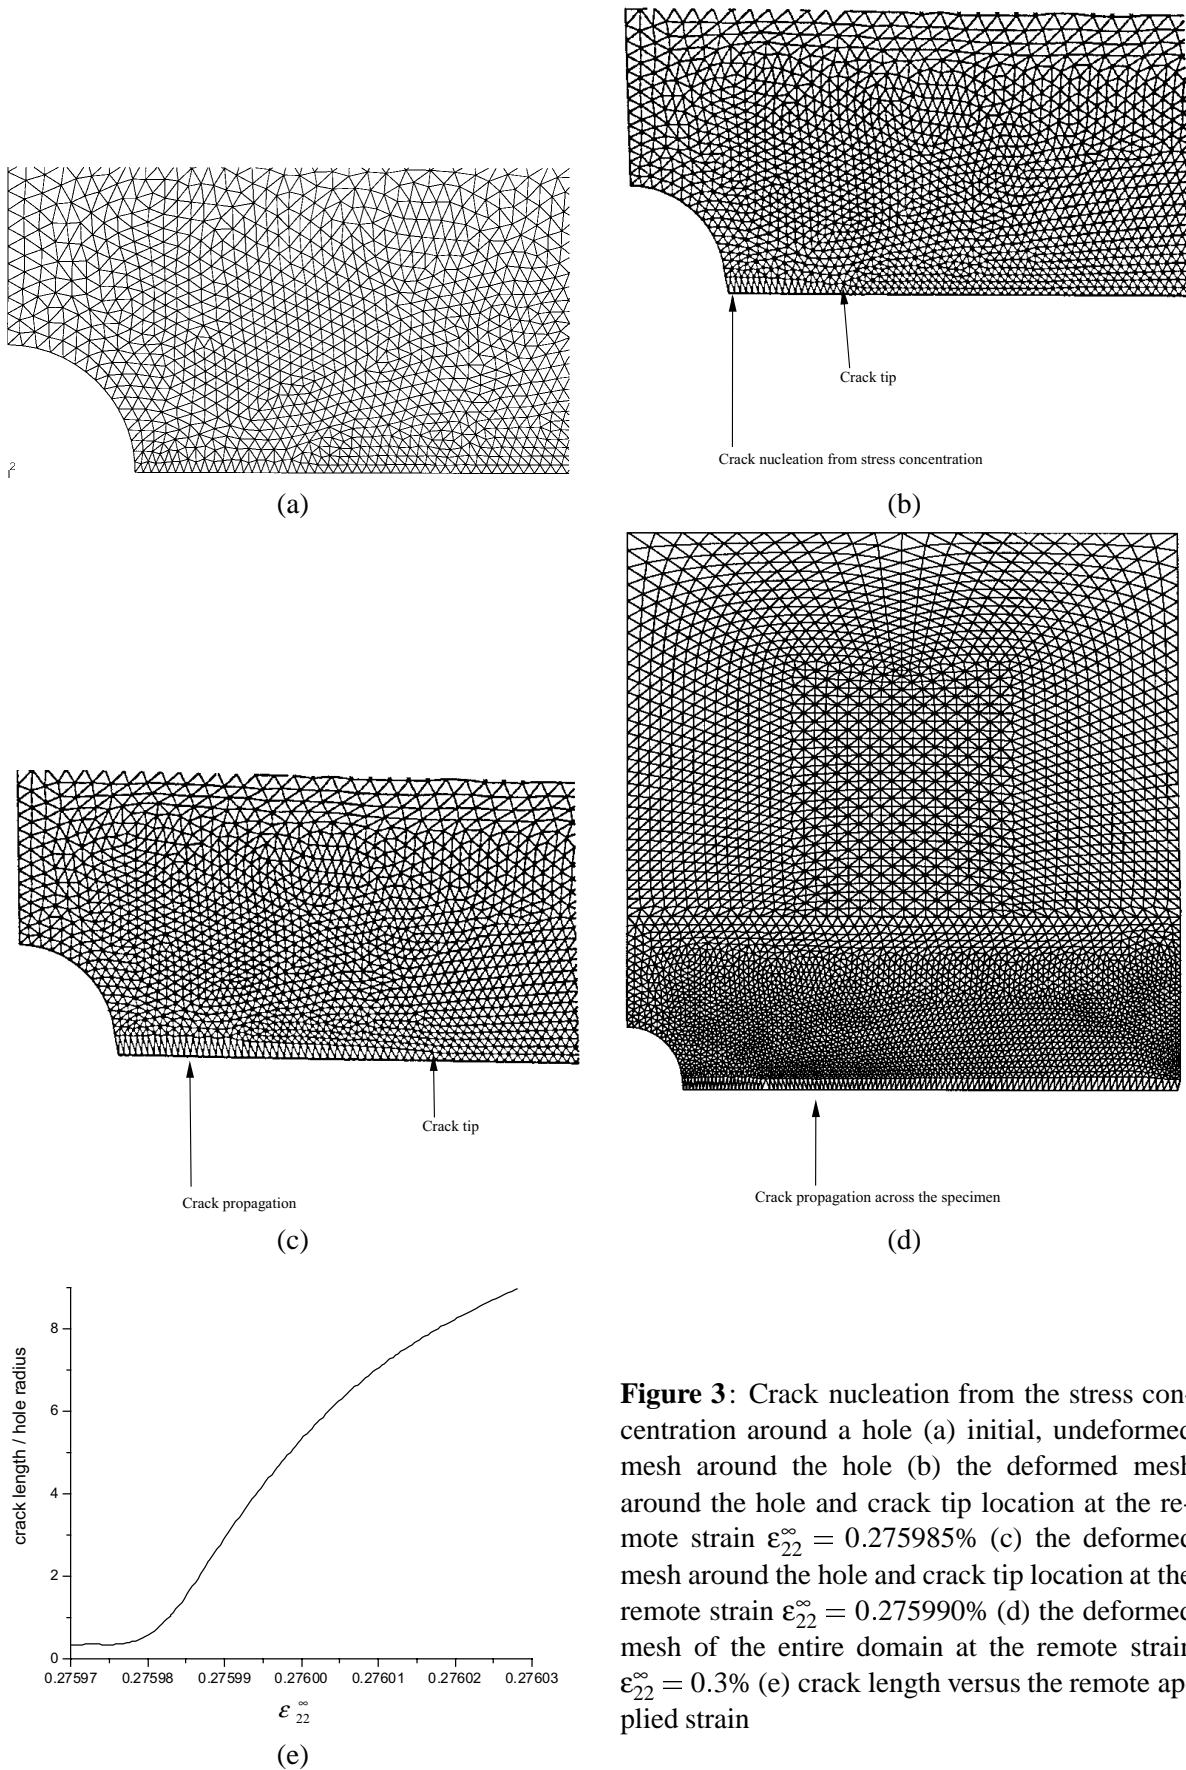 2
1
(a)
Crack tip
Crack nucleation from stress concentration
(b)
Crack tip
Crack propagation
(c)
Crack propagation across the specimen
(d)
crack length / hole radius
8
6
4
2
0
0.27597 0.27598 0.27599 0.27600 0.27601 0.27602 0.27603
ε ∞ 22
(e)
Figure 3: Crack nucleation from the stress con-
centration around a hole (a) initial, undeformed
mesh around the hole (b) the deformed mesh
around the hole and crack tip location at the re-
mote strain ε∞22 = 0.275985% (c) the deformed
mesh around the hole and crack tip location at the
remote strain ε∞22 = 0.275990% (d) the deformed
mesh of the entire domain at the remote strain
ε∞22 = 0.3% (e) crack length versus the remote ap-
plied strain